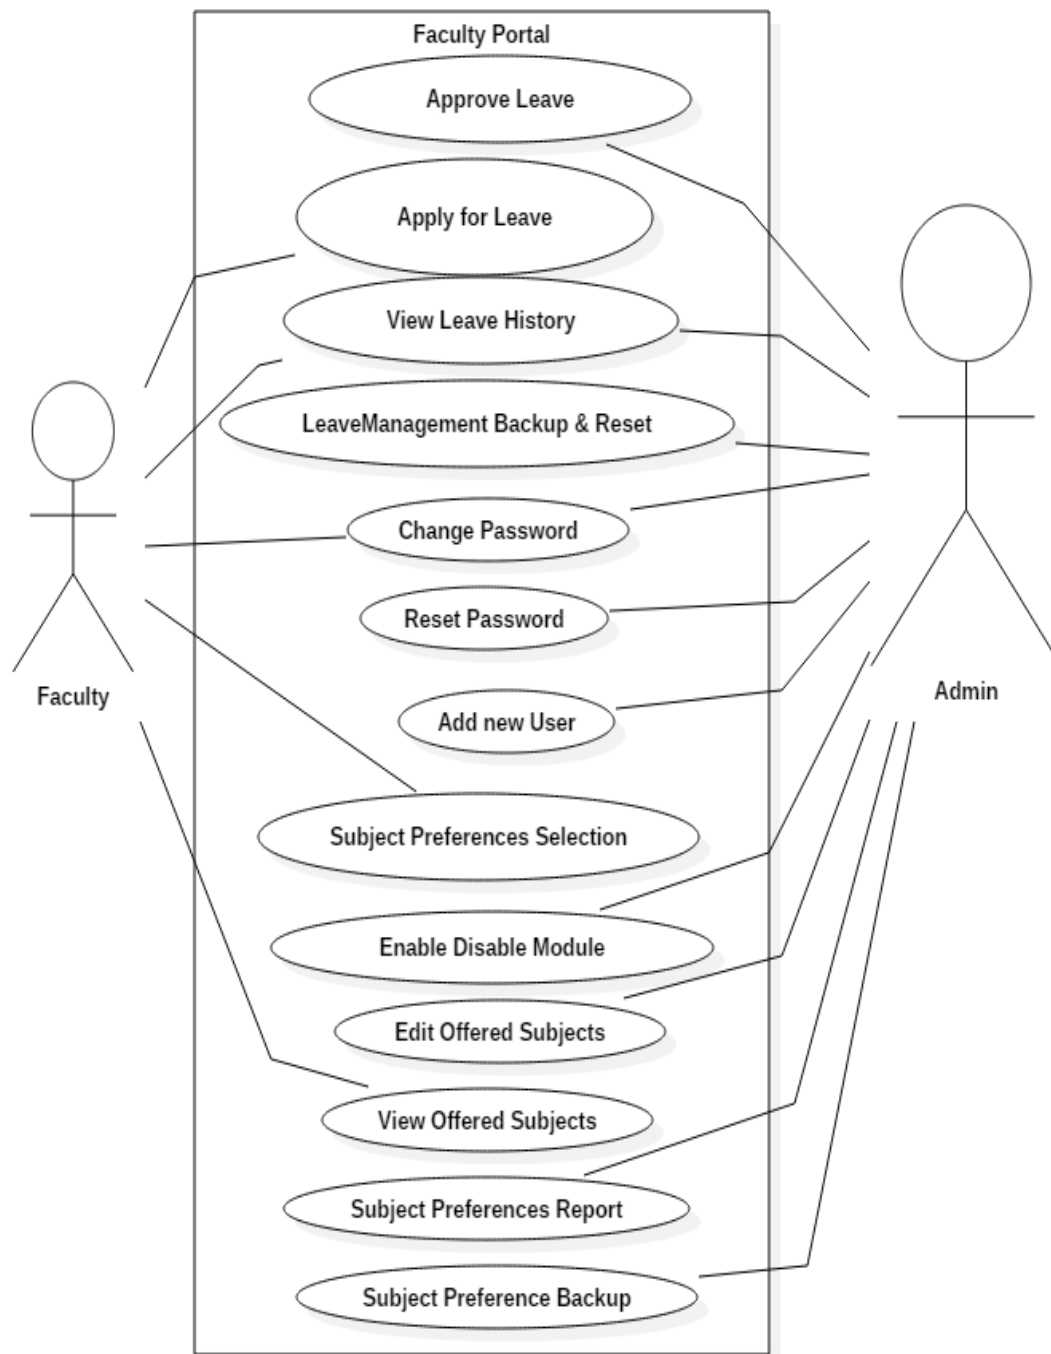 Faculty Portal
Approve Leave
Apply for Leave
View Leave History
LeaveManagement Backup & Reset
Change Password
Reset Password
Faculty
Admin
Add new User
Subject Preferences Selection
Enable Disable Module
Edit Offered Subjects
View Offered Subjects
Subject Preferences Report
Subject Preference Backup